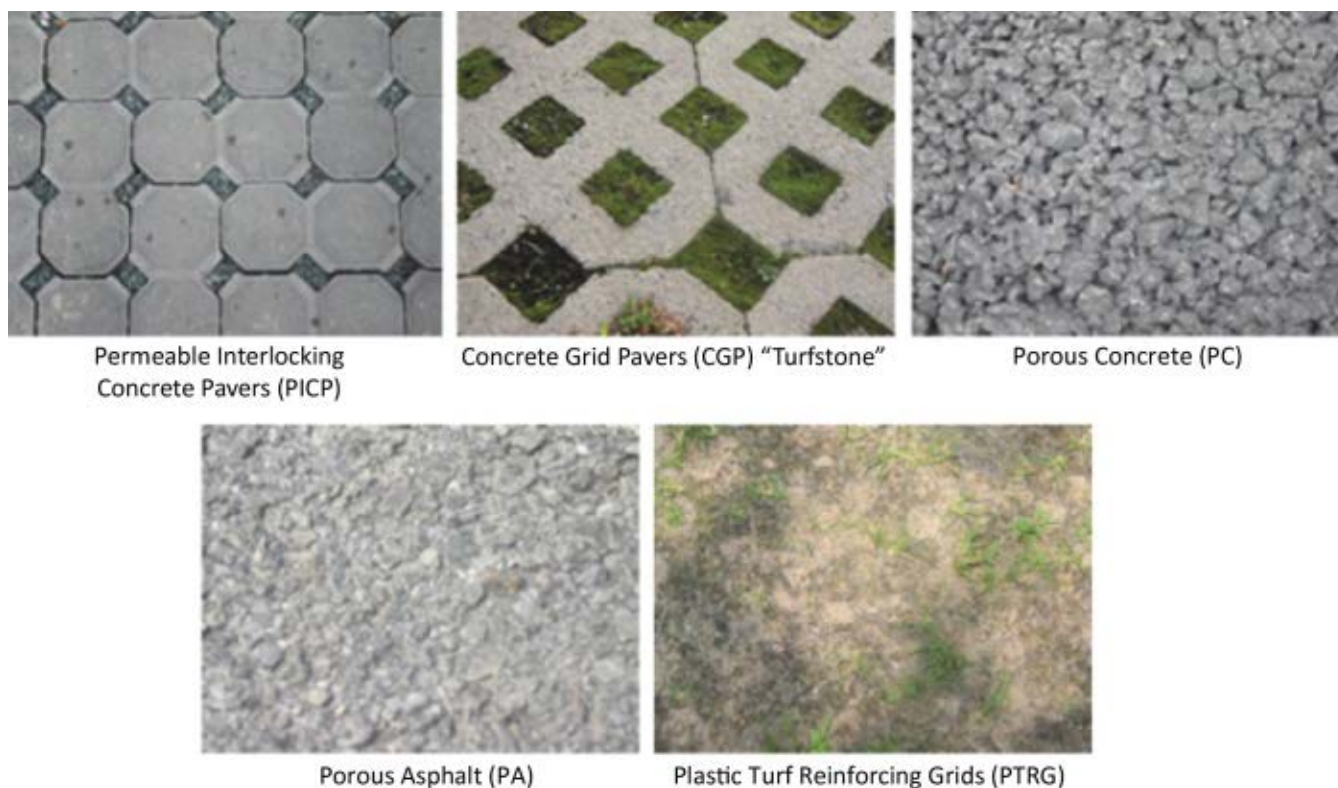 Permeable Interlocking
Concrete Pavers (PICP)
Concrete Grid Pavers (CGP) “Turfstone”
Porous Concrete (PC)
Porous Asphalt (PA)
Plastic Turf Reinforcing Grids (PTRG)